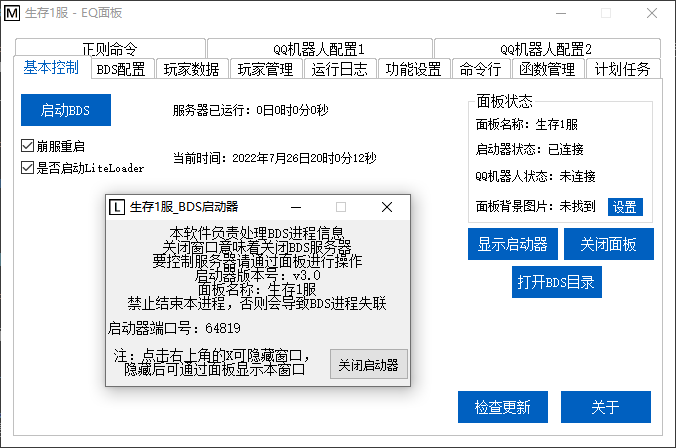 M 生存1服 - EQ面板
正则命令 QQ机器人配置1 QQ机器人配置2
基本控制 BDS配置 玩家数据 玩家管理 运行日志 功能设置 命令行 函数管理 计划任务
启动BDS
服务器已运行：0日0时0分0秒
崩服重启
是否启动LiteLoader
当前时间：2022年7月26日20时0分12秒
面板状态
面板名称：生存1服
启动器状态：已连接
QQ机器人状态：未连接
面板背景图片：未找到 设置
显示启动器 关闭面板
打开BDS目录
L 生存1服_BDS启动器
本软件负责处理BDS进程信息
关闭窗口意味着关闭BDS服务器
要控制服务器请通过面板进行操作
启动器版本号：v3.0
面板名称：生存1服
禁止结束本进程，否则会导致BDS进程失联
启动器端口号：64819
注：点击右上角的X可隐藏窗口，
隐藏后可通过面板显示本窗口
关闭启动器
检查更新 关于